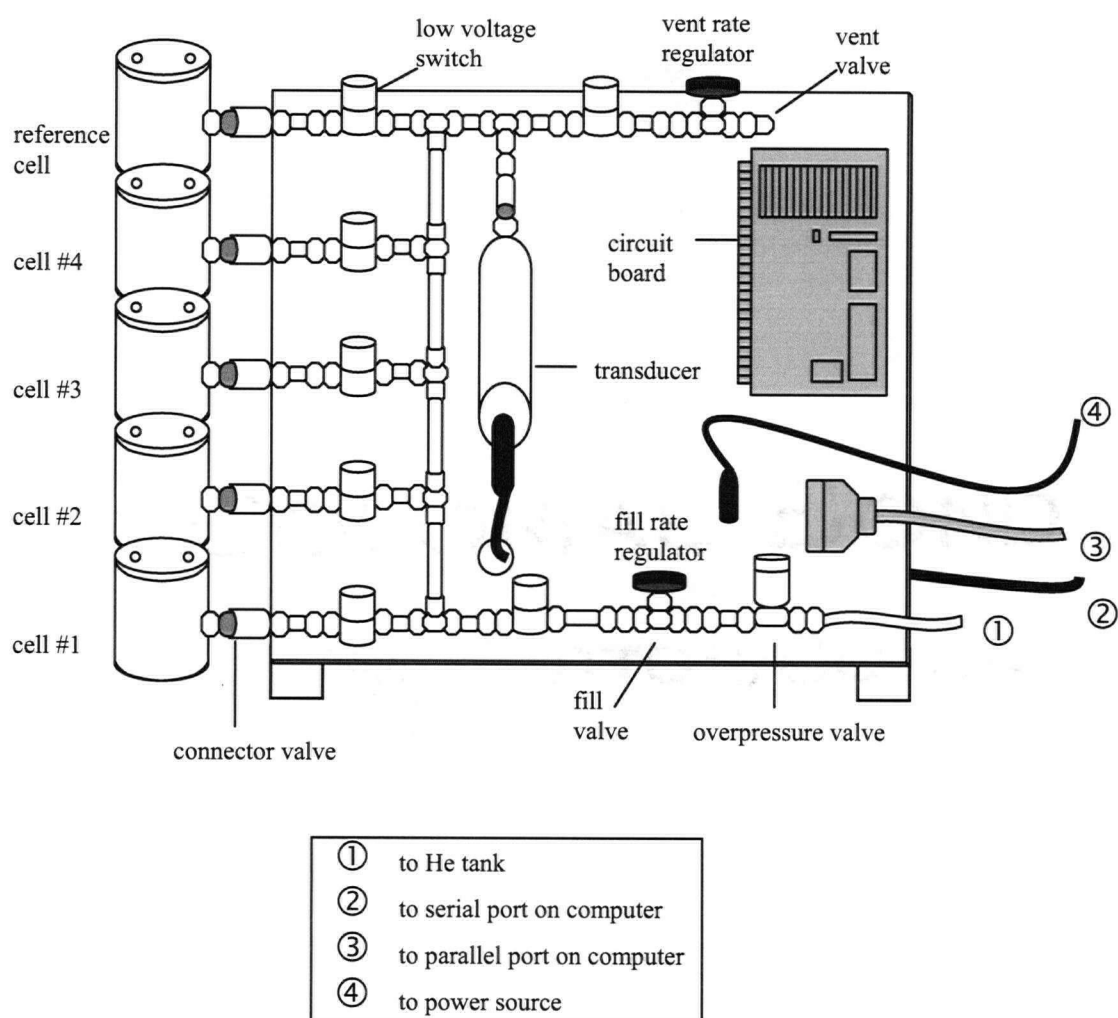 low voltage
switch
vent rate
regulator
vent
valve
reference
cell
cell #4
circuit
board
cell #3
transducer
④
cell #2
fill rate
regulator
③
②
cell #1
①
fill
valve
overpressure valve
connector valve
① to He tank
② to serial port on computer
③ to parallel port on computer
④ to power source